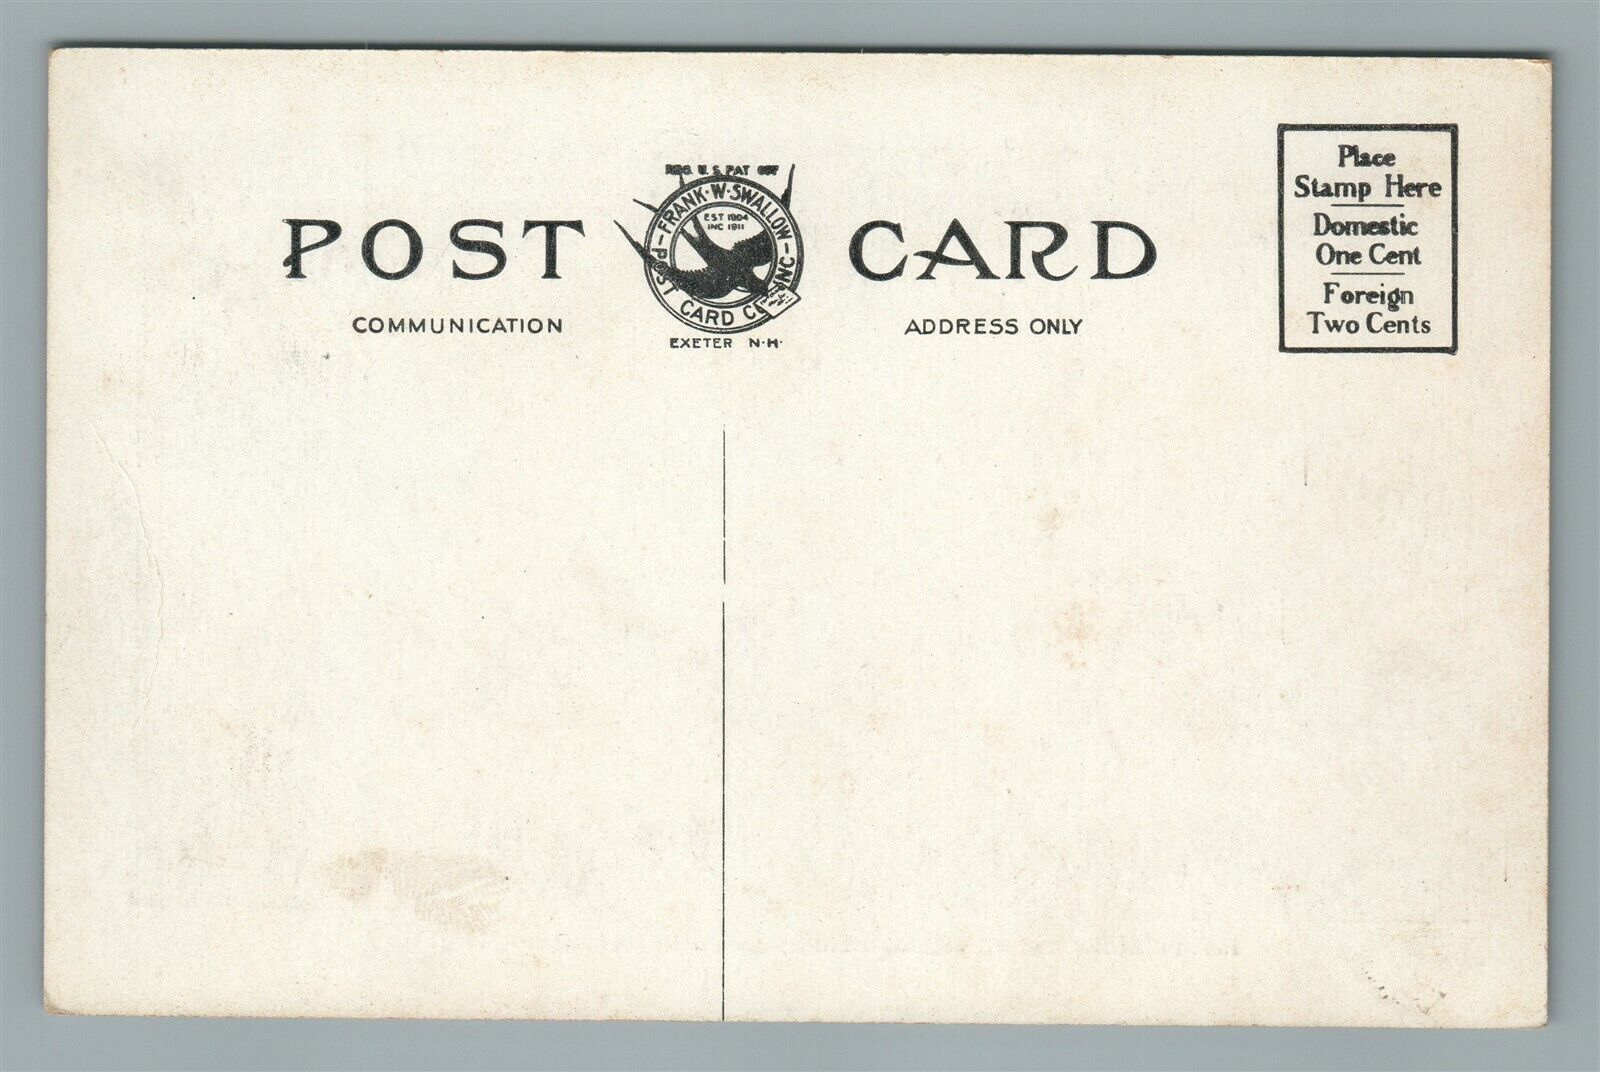 POST CARD
COMMUNICATION
ADDRESS ONLY
REG. U.S. PAT OFF
FRANK·W·SWALLOW
POST CARD CO. INC
EST 1904
INC 1911
EXETER N·H·
Place
Stamp Here
Domestic
One Cent
Foreign
Two Cents